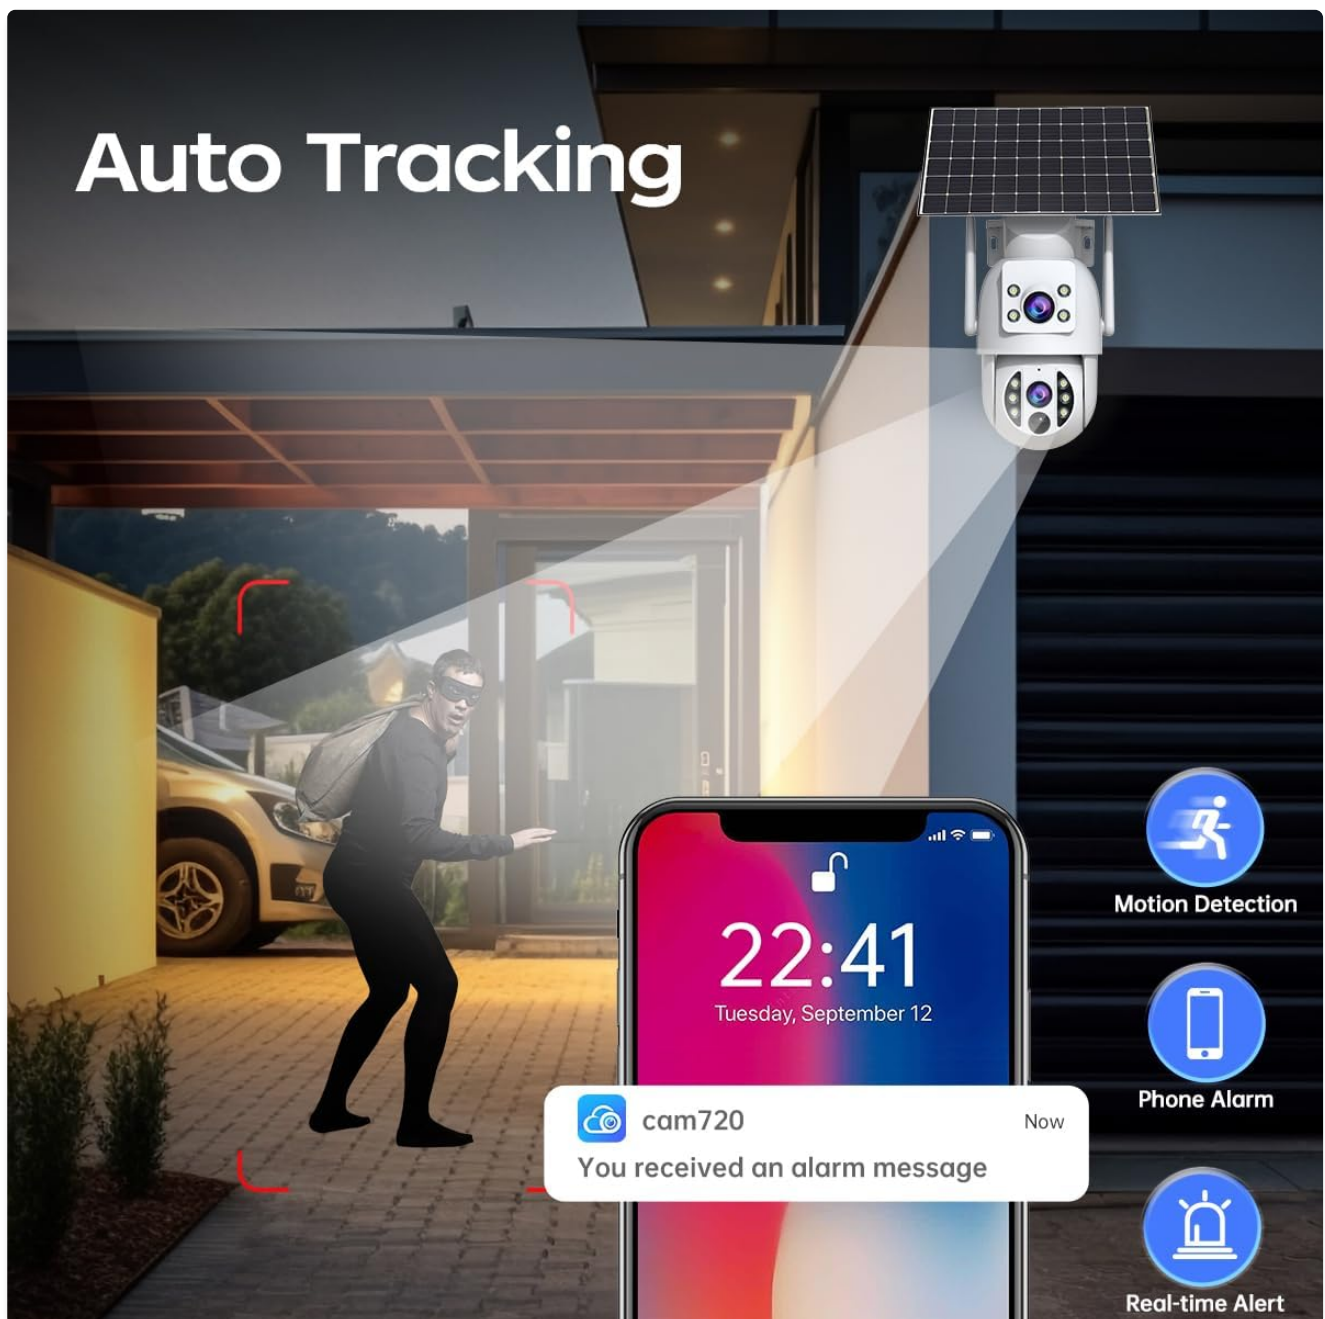 Auto Tracking
22:41
Tuesday, September 12
cam720
Now
You received an alarm message
Motion Detection
Phone Alarm
Real-time Alert